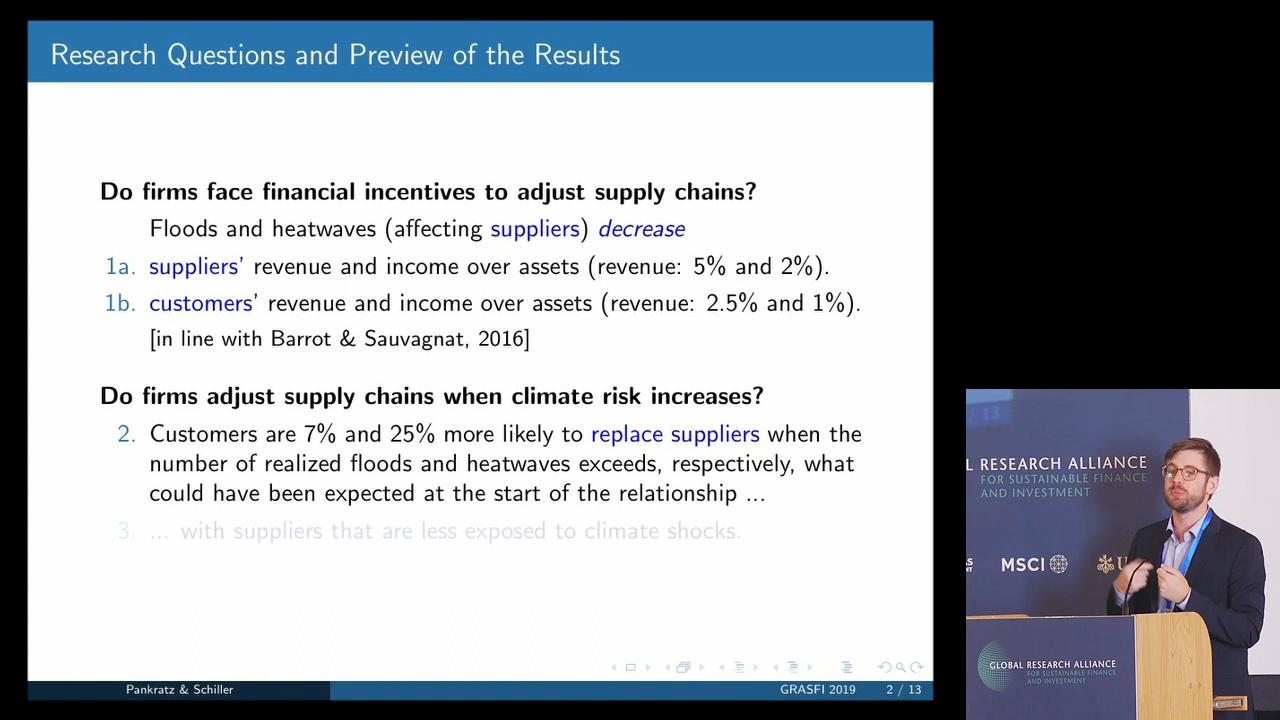 Research Questions and Preview of the Results
Do firms face financial incentives to adjust supply chains?
Floods and heatwaves (affecting suppliers) decrease
1a. suppliers' revenue and income over assets (revenue: 5% and 2%).
1b. customers' revenue and income over assets (revenue: 2.5% and 1%).
[in line with Barrot & Sauvagnat, 2016]
Do firms adjust supply chains when climate risk increases?
2. Customers are 7% and 25% more likely to replace suppliers when the
number of realized floods and heatwaves exceeds, respectively, what
could have been expected at the start of the relationship ...
3. ... with suppliers that are less exposed to climate shocks.
Pankratz & Schiller
GRASFI 2019
2 / 13
/ 13
L RESEARCH ALLIANCE
FOR SUSTAINABLE FINANCE
AND INVESTMENT
MSCI
GLOBAL RESEARCH ALLIANCE
FOR SUSTAINABLE FINANCE
AND INVESTMENT